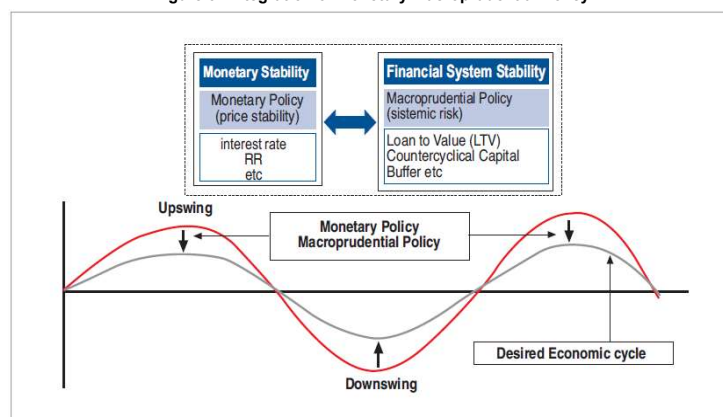 Monetary Stability
Monetary Policy
(price stability)
interest rate
RR
etc
Financial System Stability
Macroprudential Policy
(sistemic risk)
Loan to Value (LTV)
Countercyclical Capital
Buffer etc
Upswing
Monetary Policy
Macroprudential Policy
Desired Economic cycle
Downswing